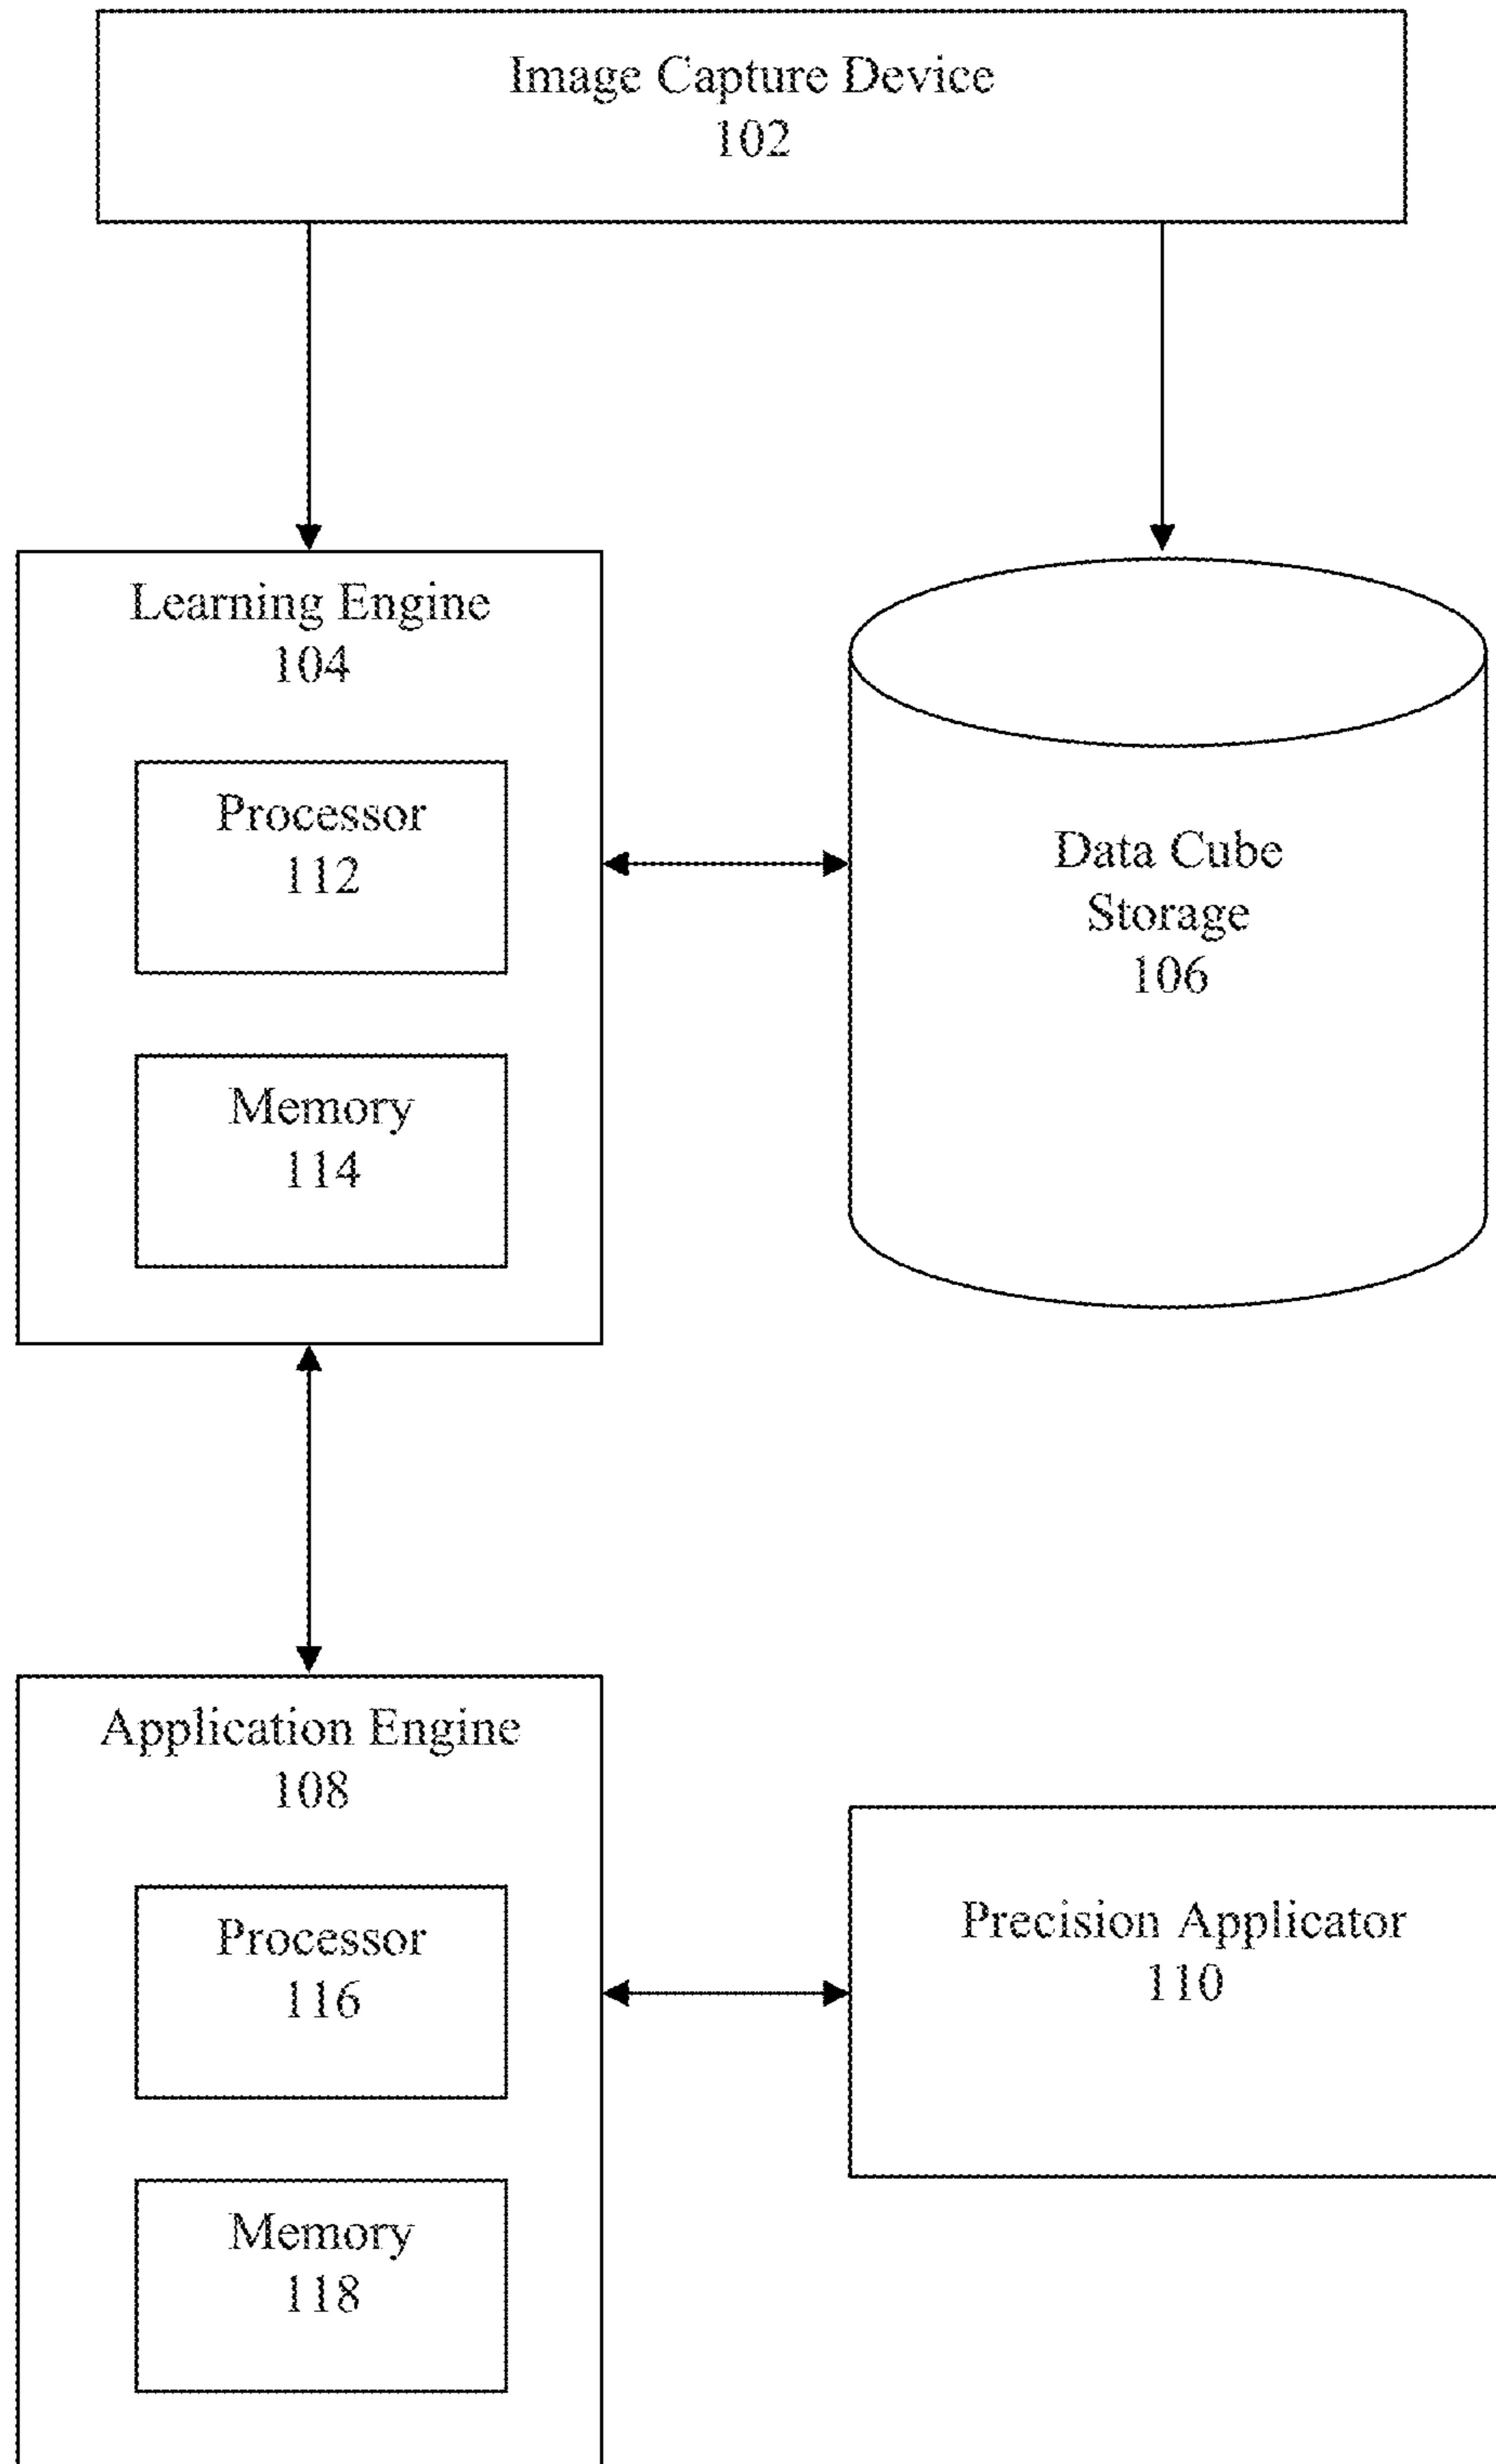 Image Capture Device
102
Learning Engine
104
Processor
112
Memory
114
Data Cube
Storage
106
Application Engine
108
Processor
116
Memory
118
Precision Applicator
110